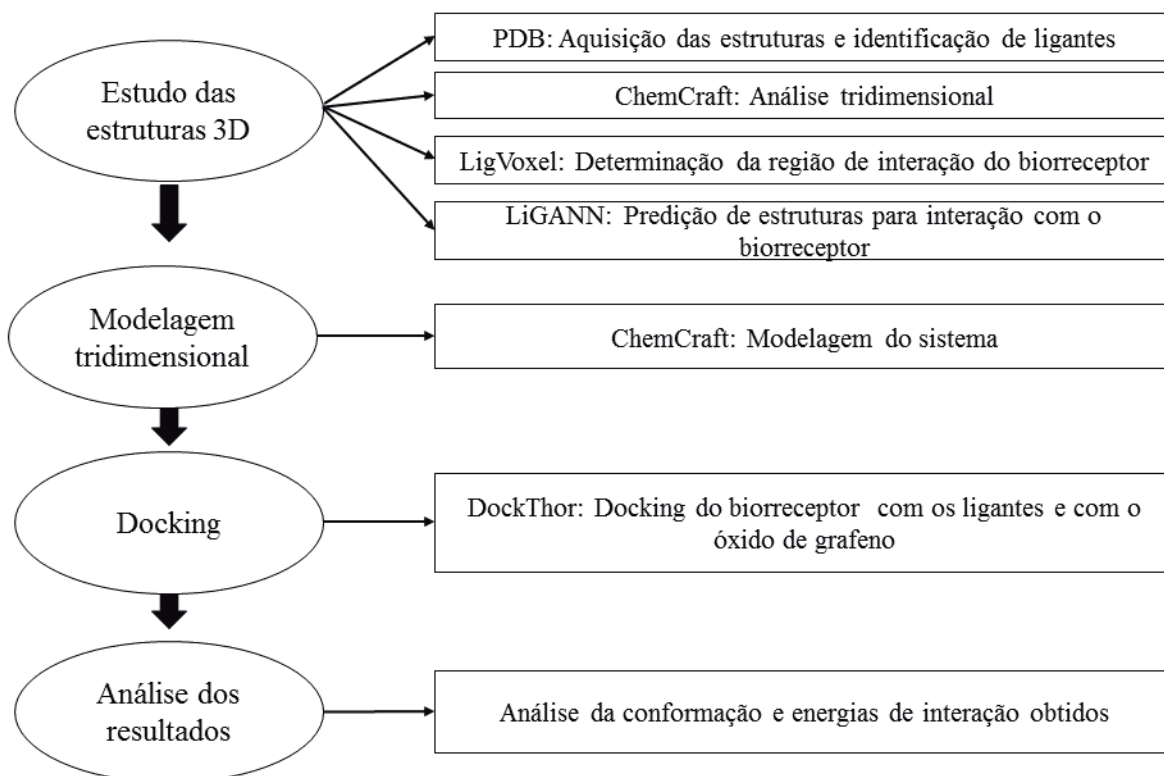 Estudo das
estruturas 3D
PDB: Aquisição das estruturas e identificação de ligantes
ChemCraft: Análise tridimensional
LigVoxel: Determinação da região de interação do biorreceptor
LiGANN: Predição de estruturas para interação com o
biorreceptor
Modelagem
tridimensional
ChemCraft: Modelagem do sistema
Docking
DockThor: Docking do biorreceptor com os ligantes e com o
óxido de grafeno
Análise dos
resultados
Análise da conformação e energias de interação obtidos